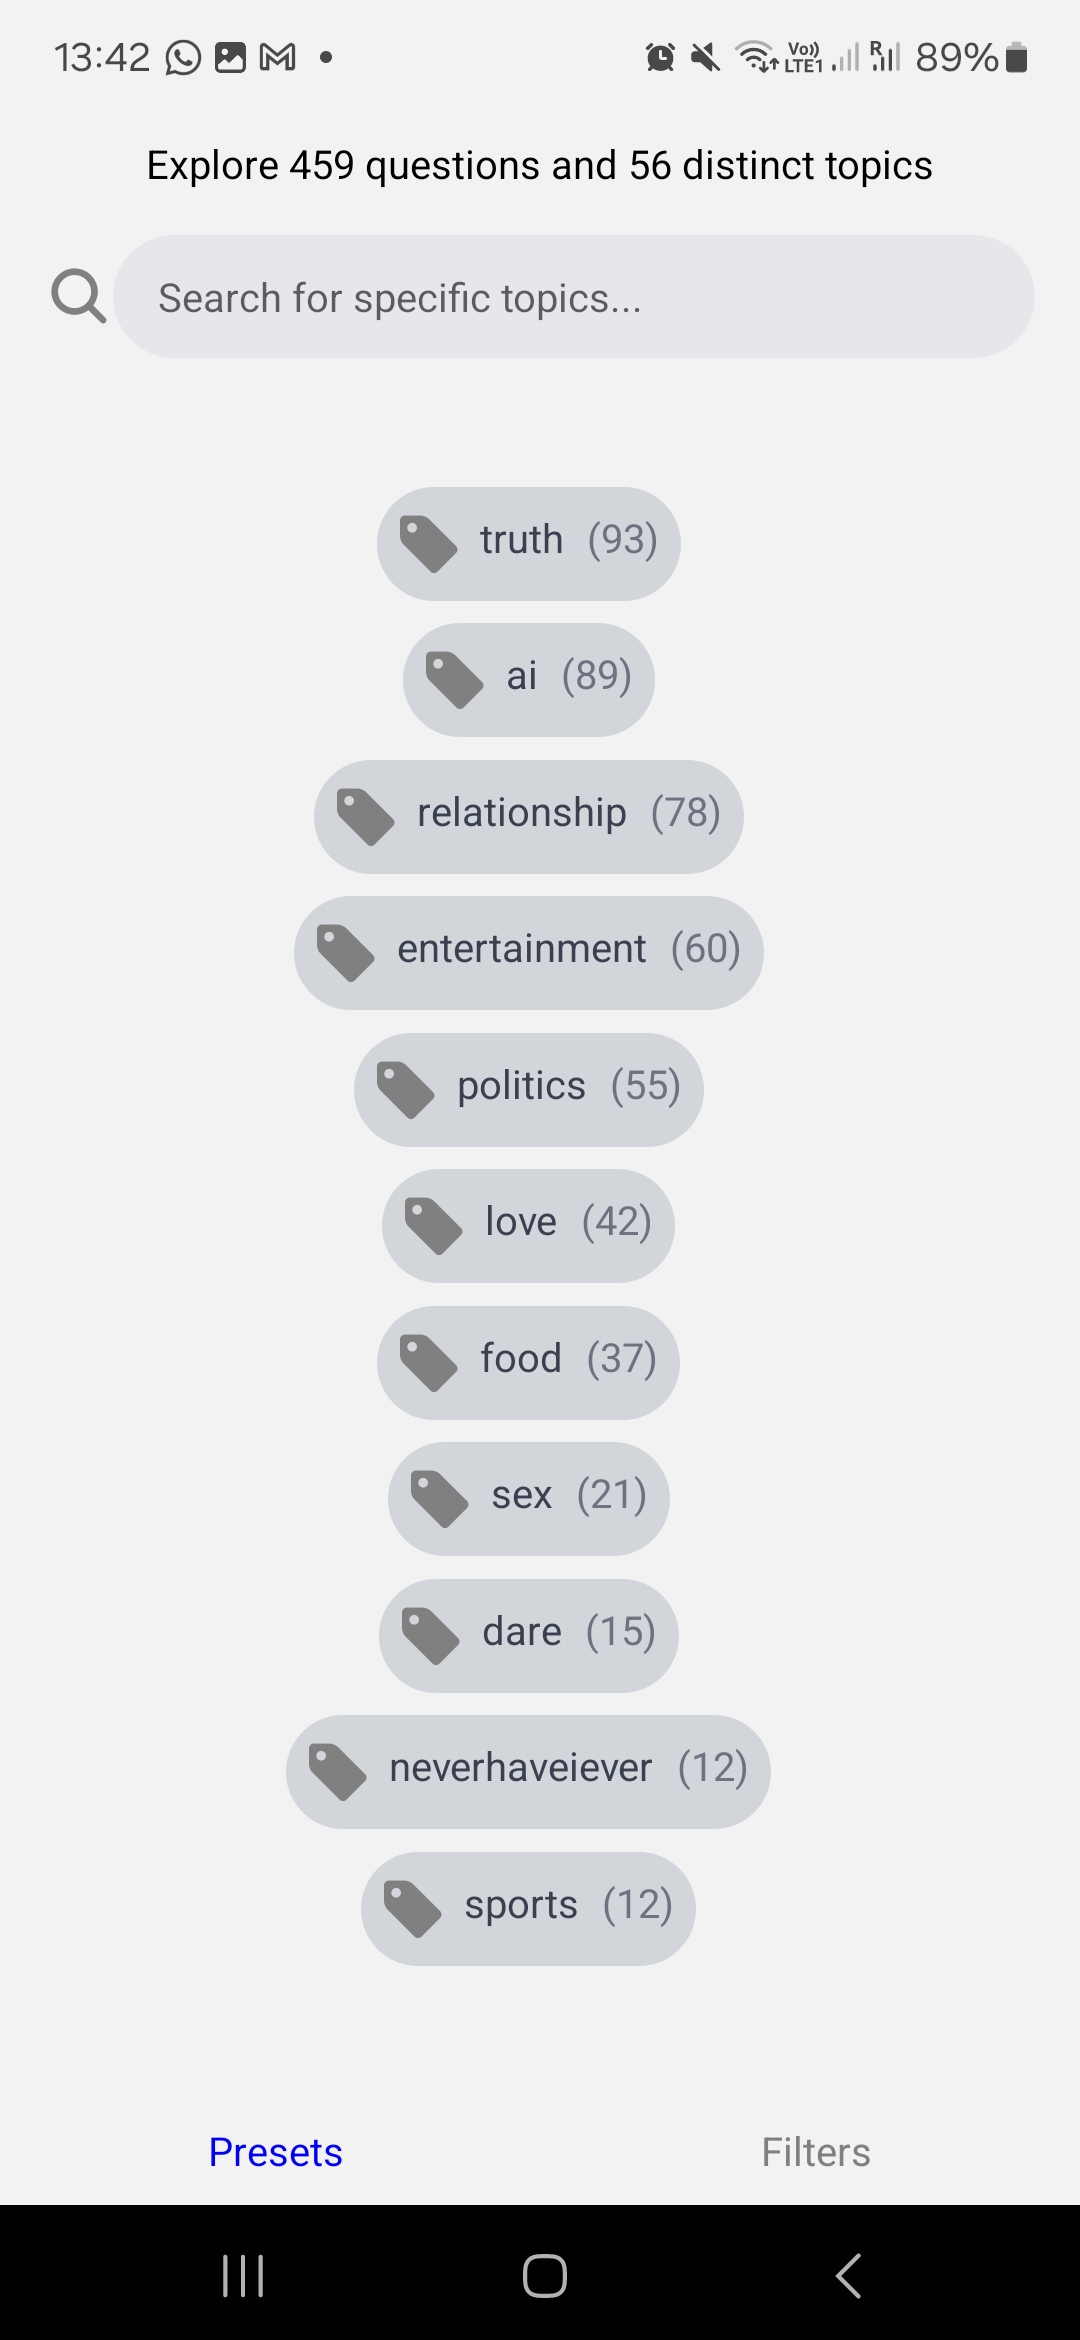 13:42 Vo)) LTE1 R 89%
Explore 459 questions and 56 distinct topics
Search for specific topics...
truth (93)
ai (89)
relationship (78)
entertainment (60)
politics (55)
love (42)
food (37)
sex (21)
dare (15)
neverhaveiever (12)
sports (12)
Presets Filters